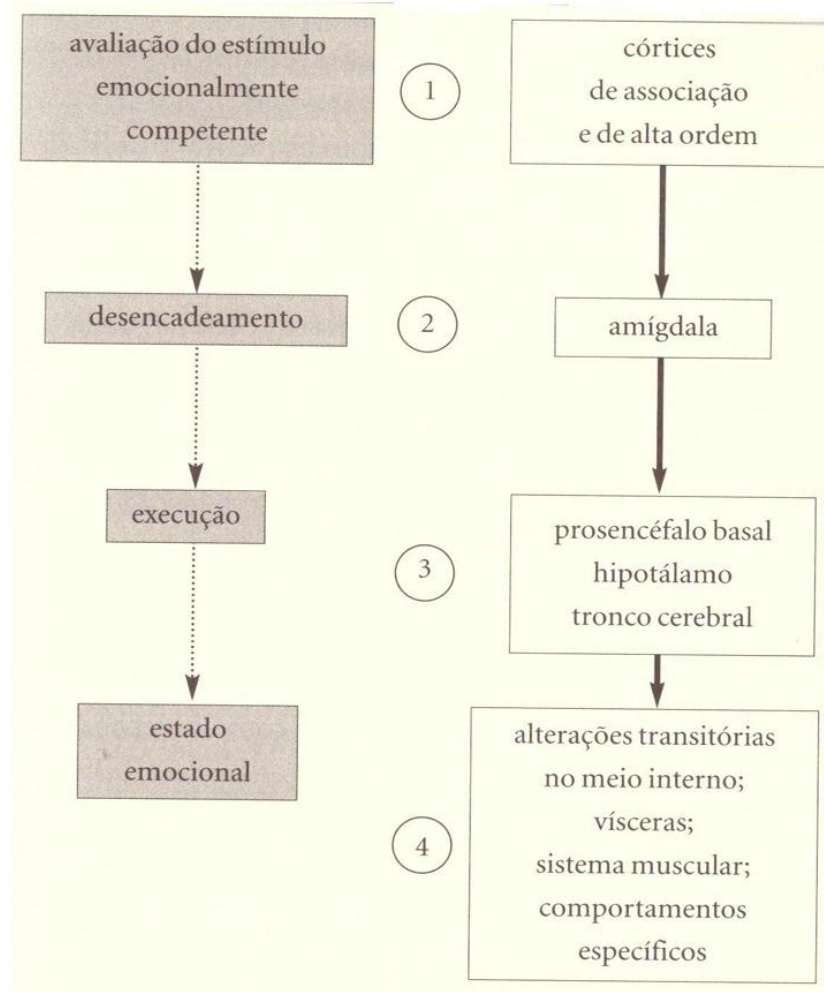 avaliação do estímulo
emocionalmente
competente
1
córtices
de associação
e de alta ordem
desencadeamento
2
amígdala
execução
3
prosencéfalo basal
hipotálamo
tronco cerebral
estado
emocional
4
alterações transitórias
no meio interno;
vísceras;
sistema muscular;
comportamentos
específicos